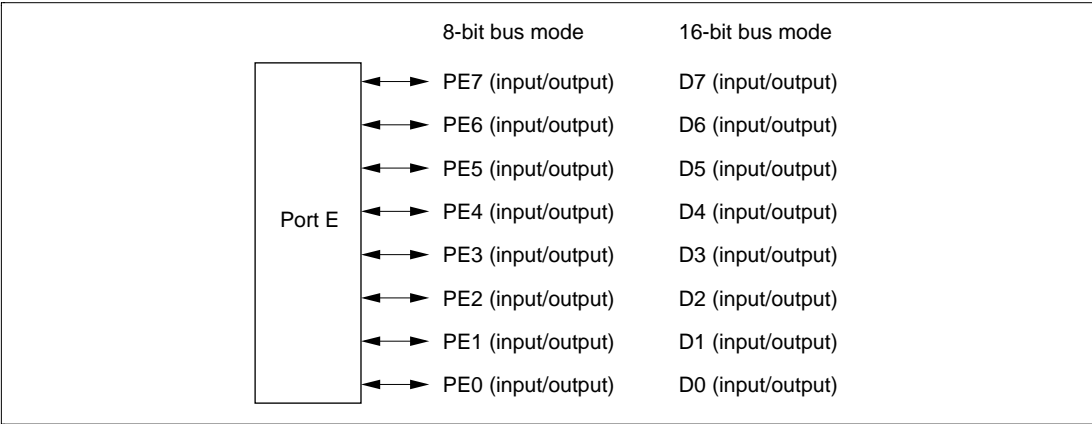 8-bit bus mode 16-bit bus mode
PE7 (input/output) D7 (input/output)
PE6 (input/output) D6 (input/output)
PE5 (input/output) D5 (input/output)
Port E PE4 (input/output) D4 (input/output)
PE3 (input/output) D3 (input/output)
PE2 (input/output) D2 (input/output)
PE1 (input/output) D1 (input/output)
PE0 (input/output) D0 (input/output)